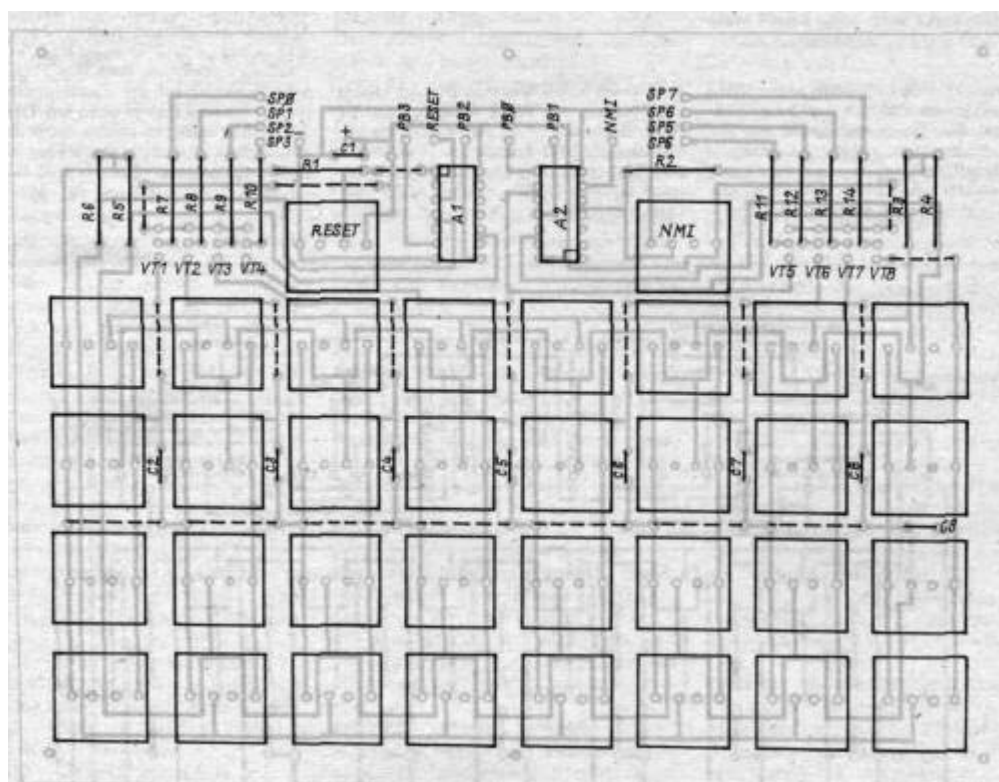 SPØ
SP1
SP2
SP3
+
C1
R1
PB3
RESET
PB2
PBØ
PB1
NMI
SP7
SP6
SP5
SP6
R2
R6
R5
R7
R8
R9
R10
RESET
A1
A2
NMI
R11
R12
R13
R14
R3
R4
VT1 VT2 VT3 VT4
VT5 VT6 VT7 VT8
C2
C3
C4
C5
C6
C7
C8
C8